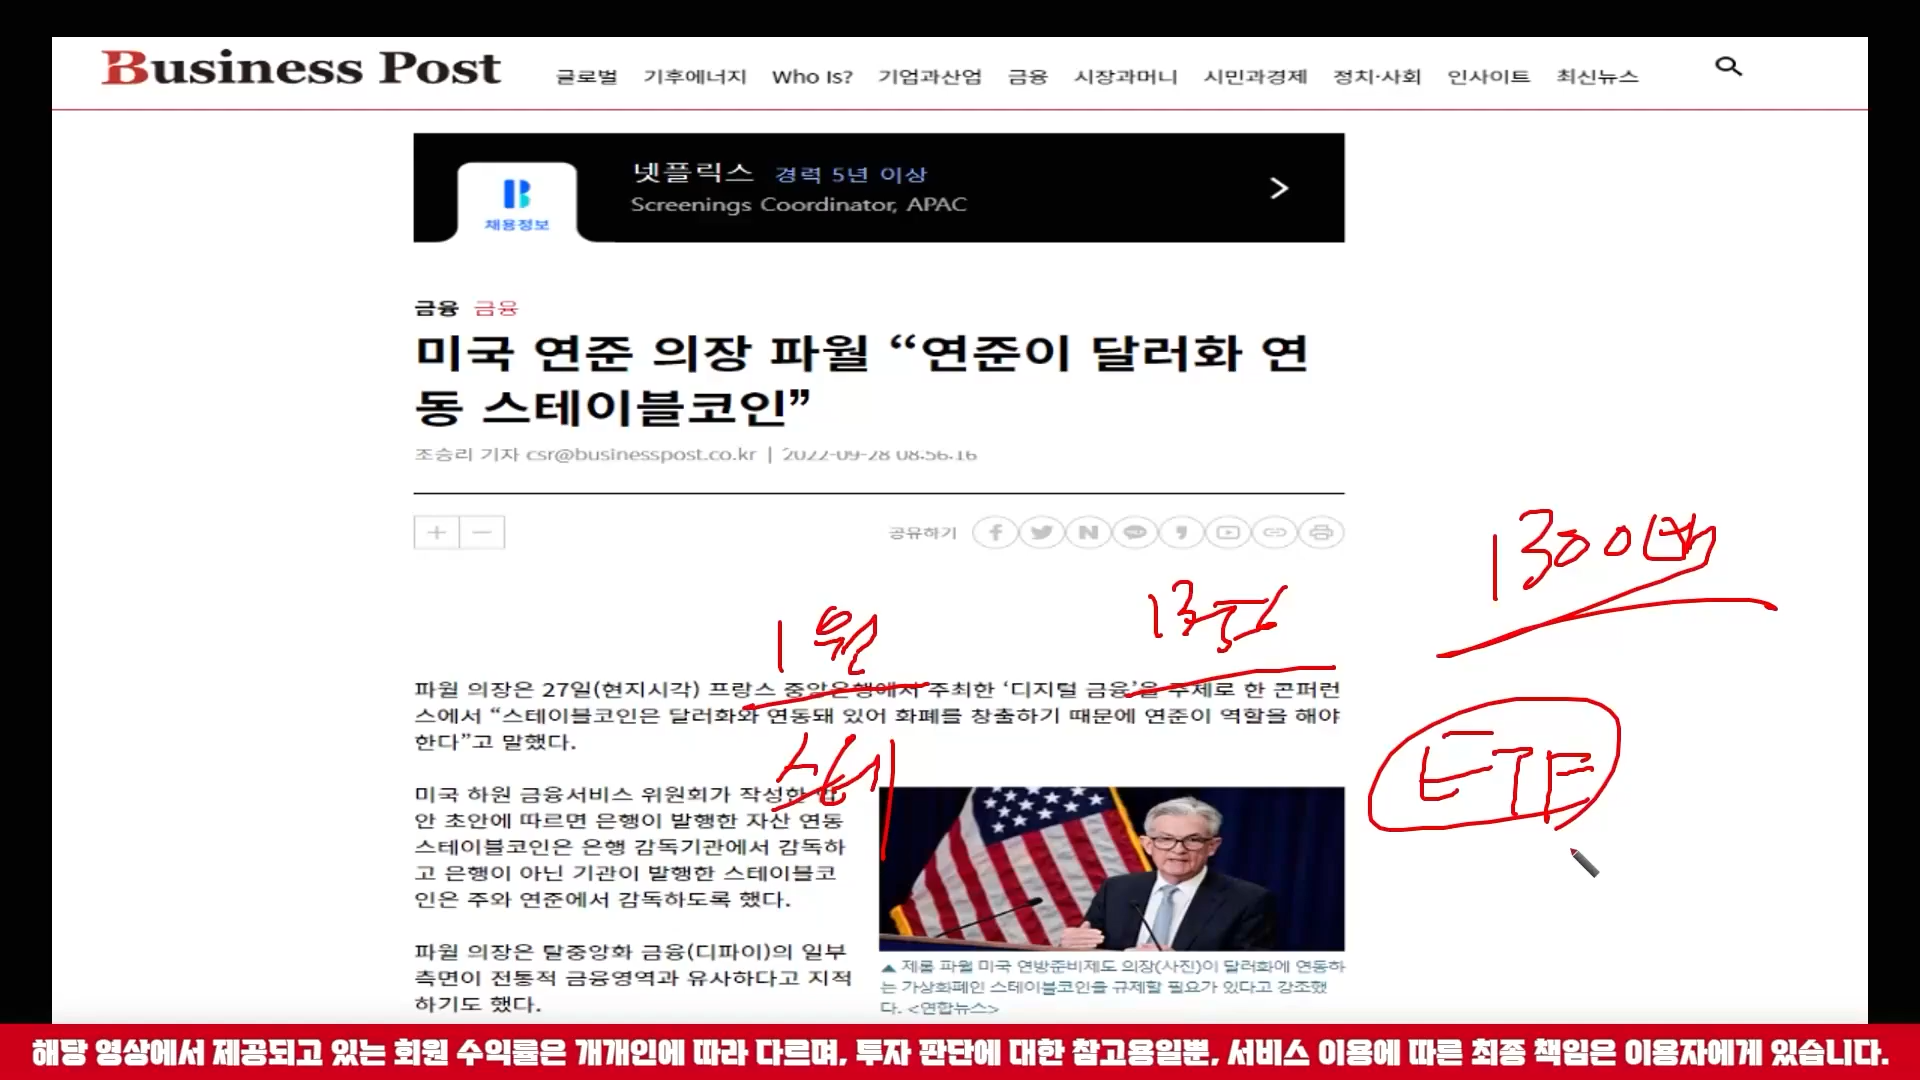 Business Post
글로벌 기후에너지 Who Is? 기업과산업 금융 시장과머니 시민과경제 정치·사회 인사이트 최신뉴스
넷플릭스 경력 5년 이상
Screenings Coordinator, APAC
채용정보
금융 금융
미국 연준 의장 파월 “연준이 달러화 연
동 스테이블코인”
조승리 기자 csr@businesspost.co.kr | 2022-09-28 08:56:16
공유하기
1300
1월
파월 의장은 27일(현지시각) 프랑스 중앙은행에서 주최한 ‘디지털 금융’을 주제로 한 콘퍼런
스에서 “스테이블코인은 달러화와 연동돼 있어 화폐를 창출하기 때문에 연준이 역할을 해야
한다”고 말했다.
스테
ETF
미국 하원 금융서비스 위원회가 작성한
안 초안에 따르면 은행이 발행한 자산 연동
스테이블코인은 은행 감독기관에서 감독하
고 은행이 아닌 기관이 발행한 스테이블코
인은 주와 연준에서 감독하도록 했다.
파월 의장은 탈중앙화 금융(디파이)의 일부
측면이 전통적 금융영역과 유사하다고 지적
하기도 했다.
▲ 제롬 파월 미국 연방준비제도 의장(사진)이 달러화에 연동하
는 가상화폐인 스테이블코인을 규제할 필요가 있다고 강조했
다. <연합뉴스>
해당 영상에서 제공되고 있는 회원 수익률은 개개인에 따라 다르며, 투자 판단에 대한 참고용일뿐, 서비스 이용에 따른 최종 책임은 이용자에게 있습니다.